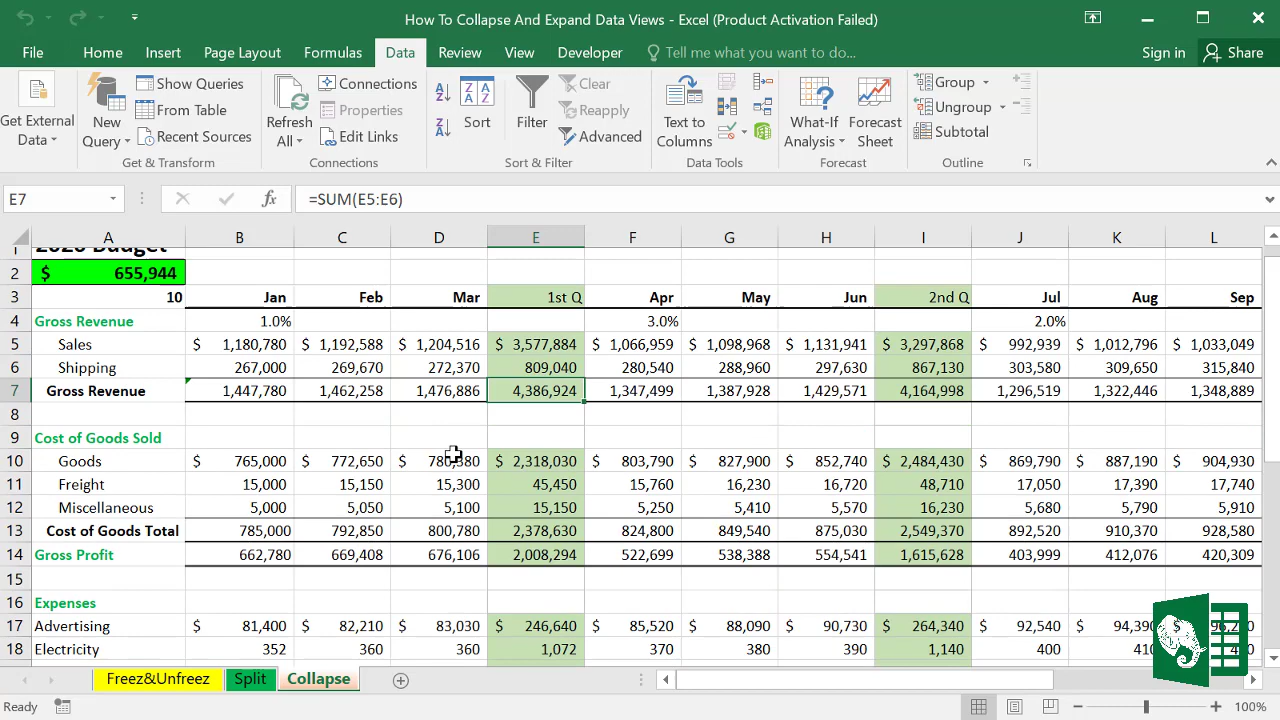 How To Collapse And Expand Data Views - Excel (Product Activation Failed)
File Home Insert Page Layout Formulas Data Review View Developer Tell me what you want to do... Sign in Share
Get External Data
New Query
Show Queries
From Table
Recent Sources
Get & Transform
Refresh All
Connections
Properties
Edit Links
Connections
Sort
Filter
Clear
Reapply
Advanced
Sort & Filter
Text to Columns
Data Tools
What-If Analysis
Forecast Sheet
Forecast
Group
Ungroup
Subtotal
Outline
E7 fx =SUM(E5:E6)
A B C D E F G H I J K L
1 2020 Budget
2 $ 655,944
3 10 Jan Feb Mar 1st Q Apr May Jun 2nd Q Jul Aug Sep
4 Gross Revenue 1.0% 3.0% 2.0%
5 Sales $ 1,180,780 $ 1,192,588 $ 1,204,516 $ 3,577,884 $ 1,066,959 $ 1,098,968 $ 1,131,941 $ 3,297,868 $ 992,939 $ 1,012,796 $ 1,033,049
6 Shipping 267,000 269,670 272,370 809,040 280,540 288,960 297,630 867,130 303,580 309,650 315,840
7 Gross Revenue 1,447,780 1,462,258 1,476,886 4,386,924 1,347,499 1,387,928 1,429,571 4,164,998 1,296,519 1,322,446 1,348,889
8
9 Cost of Goods Sold
10 Goods $ 765,000 $ 772,650 $ 780,380 $ 2,318,030 $ 803,790 $ 827,900 $ 852,740 $ 2,484,430 $ 869,790 $ 887,190 $ 904,930
11 Freight 15,000 15,150 15,300 45,450 15,760 16,230 16,720 48,710 17,050 17,390 17,740
12 Miscellaneous 5,000 5,050 5,100 15,150 5,250 5,410 5,570 16,230 5,680 5,790 5,910
13 Cost of Goods Total 785,000 792,850 800,780 2,378,630 824,800 849,540 875,030 2,549,370 892,520 910,370 928,580
14 Gross Profit 662,780 669,408 676,106 2,008,294 522,699 538,388 554,541 1,615,628 403,999 412,076 420,309
15
16 Expenses
17 Advertising $ 81,400 $ 82,210 $ 83,030 $ 246,640 $ 85,520 $ 88,090 $ 90,730 $ 264,340 $ 92,540 $ 94,390
18 Electricity 352 360 360 1,072 370 380 390 1,140 400
Freez&Unfreez Split Collapse
Ready 100%